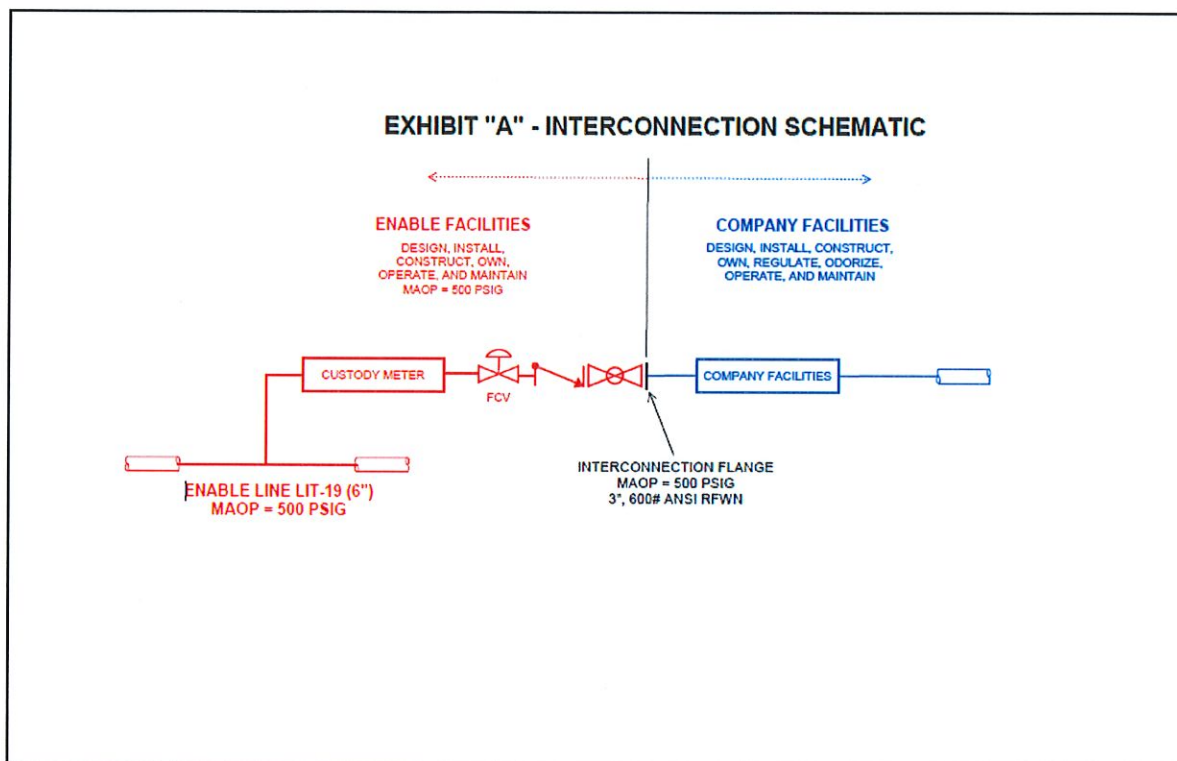 EXHIBIT "A" - INTERCONNECTION SCHEMATIC
ENABLE FACILITIES
DESIGN, INSTALL,
CONSTRUCT, OWN,
OPERATE, AND MAINTAIN
MAOP = 500 PSIG
COMPANY FACILITIES
DESIGN, INSTALL, CONSTRUCT,
OWN, REGULATE, ODORIZE,
OPERATE, AND MAINTAIN
CUSTODY METER
FCV
COMPANY FACILITIES
INTERCONNECTION FLANGE
MAOP = 500 PSIG
3", 600# ANSI RFWN
ENABLE LINE LIT-19 (6")
MAOP = 500 PSIG